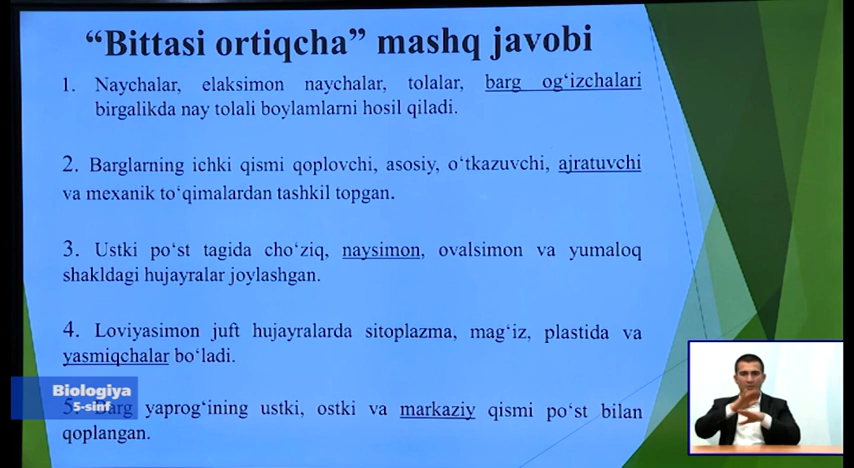 “Bittasi ortiqcha” mashq javobi
1. Naychalar, elaksimon naychalar, tolalar, barg og‘izchalari
birgalikda nay tolali boylamlarni hosil qiladi.
2. Barglarning ichki qismi qoplovchi, asosiy, o‘tkazuvchi, ajratuvchi
va mexanik to‘qimalardan tashkil topgan.
3. Ustki po‘st tagida cho‘ziq, naysimon, ovalsimon va yumaloq
shakldagi hujayralar joylashgan.
4. Loviyasimon juft hujayralarda sitoplazma, mag‘iz, plastida va
yasmiqchalar bo‘ladi.
5. Barg yaprog‘ining ustki, ostki va markaziy qismi po‘st bilan
qoplangan.
Biologiya
5-sinf